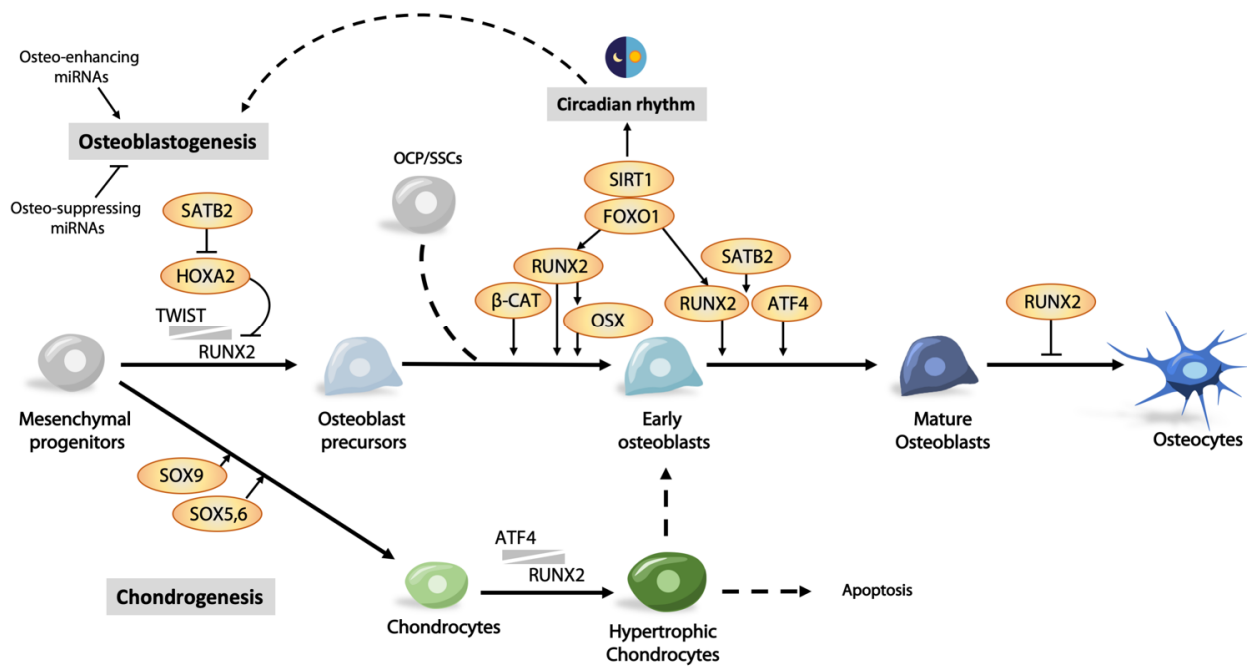 Osteo-enhancing
miRNAs
Osteoblastogenesis
Osteo-suppressing
miRNAs
Circadian rhythm
OCP/SSCs
SIRT1
FOXO1
SATB2
HOXA2
TWIST
RUNX2
RUNX2
β-CAT
OSX
SATB2
RUNX2
ATF4
RUNX2
Mesenchymal
progenitors
Osteoblast
precursors
Early
osteoblasts
Mature
Osteoblasts
Osteocytes
SOX9
SOX5,6
Chondrogenesis
ATF4
RUNX2
Chondrocytes
Hypertrophic
Chondrocytes
Apoptosis